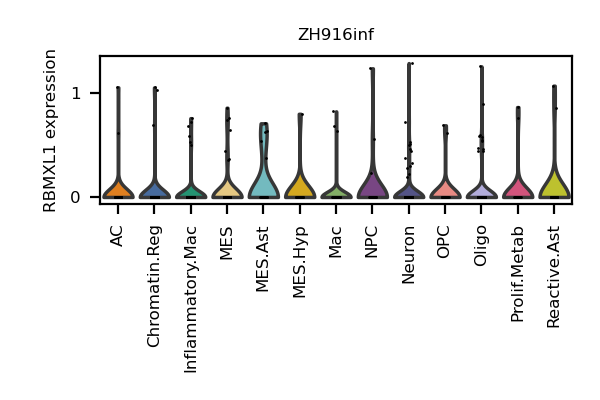 ZH916inf
RBMXL1 expression
1
0
AC
Chromatin.Reg
Inflammatory.Mac
MES
MES.Ast
MES.Hyp
Mac
NPC
Neuron
OPC
Oligo
Prolif.Metab
Reactive.Ast